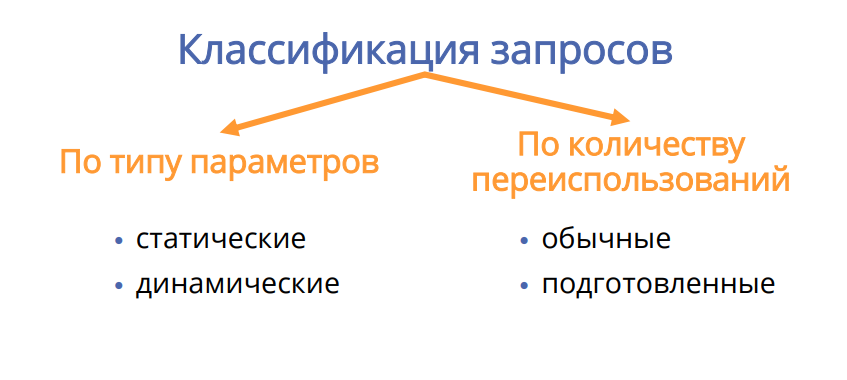 Классификация запросов
По типу параметров
• статические
• динамические
По количеству
переиспользований
• обычные
• подготовленные